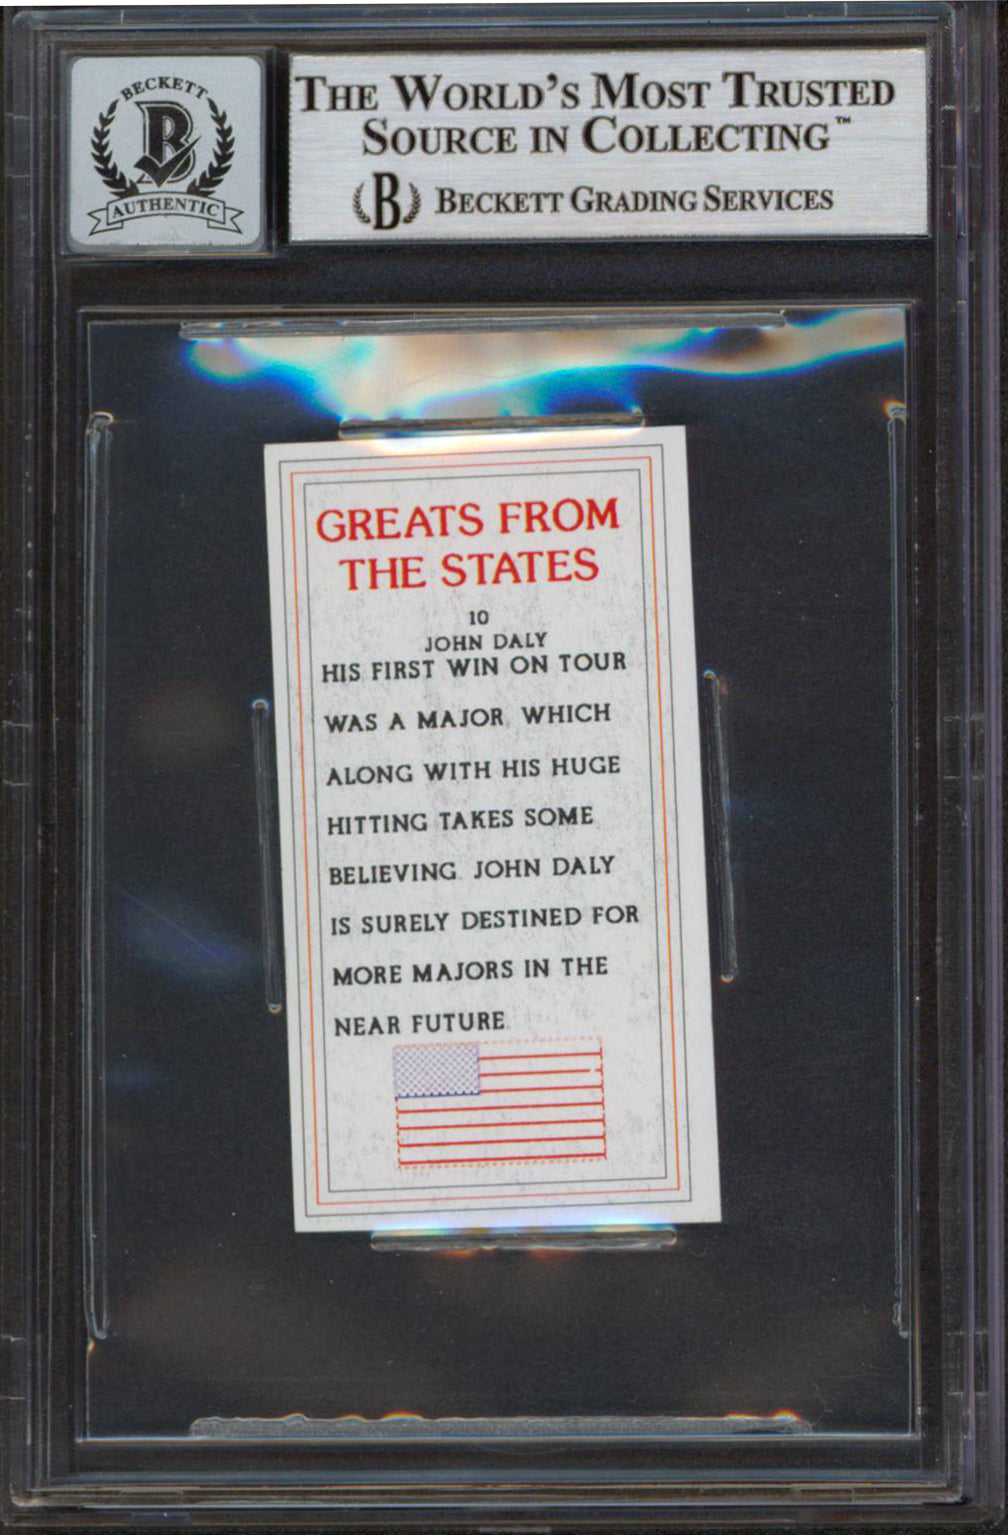 BECKETT
B
AUTHENTIC
THE WORLD'S MOST TRUSTED
SOURCE IN COLLECTING™
B BECKETT GRADING SERVICES
GREATS FROM
THE STATES
10
JOHN DALY
HIS FIRST WIN ON TOUR
WAS A MAJOR WHICH
ALONG WITH HIS HUGE
HITTING TAKES SOME
BELIEVING JOHN DALY
IS SURELY DESTINED FOR
MORE MAJORS IN THE
NEAR FUTURE